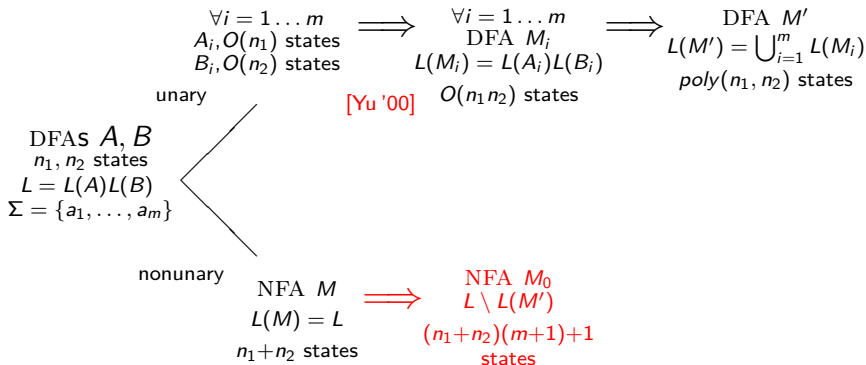 ∀i = 1 . . . m
A_i, O(n_1) states
B_i, O(n_2) states
⟹
∀i = 1 . . . m
DFA M_i
L(M_i) = L(A_i)L(B_i)
O(n_1n_2) states
⟹
DFA M′
L(M′) = ⋃_{i=1}^{m} L(M_i)
poly(n_1, n_2) states
unary
[Yu '00]
DFAs A, B
n_1, n_2 states
L = L(A)L(B)
Σ = {a_1, . . . , a_m}
nonunary
NFA M
L(M) = L
n_1+n_2 states
⟹
NFA M_0
L \ L(M′)
(n_1+n_2)(m+1)+1
states